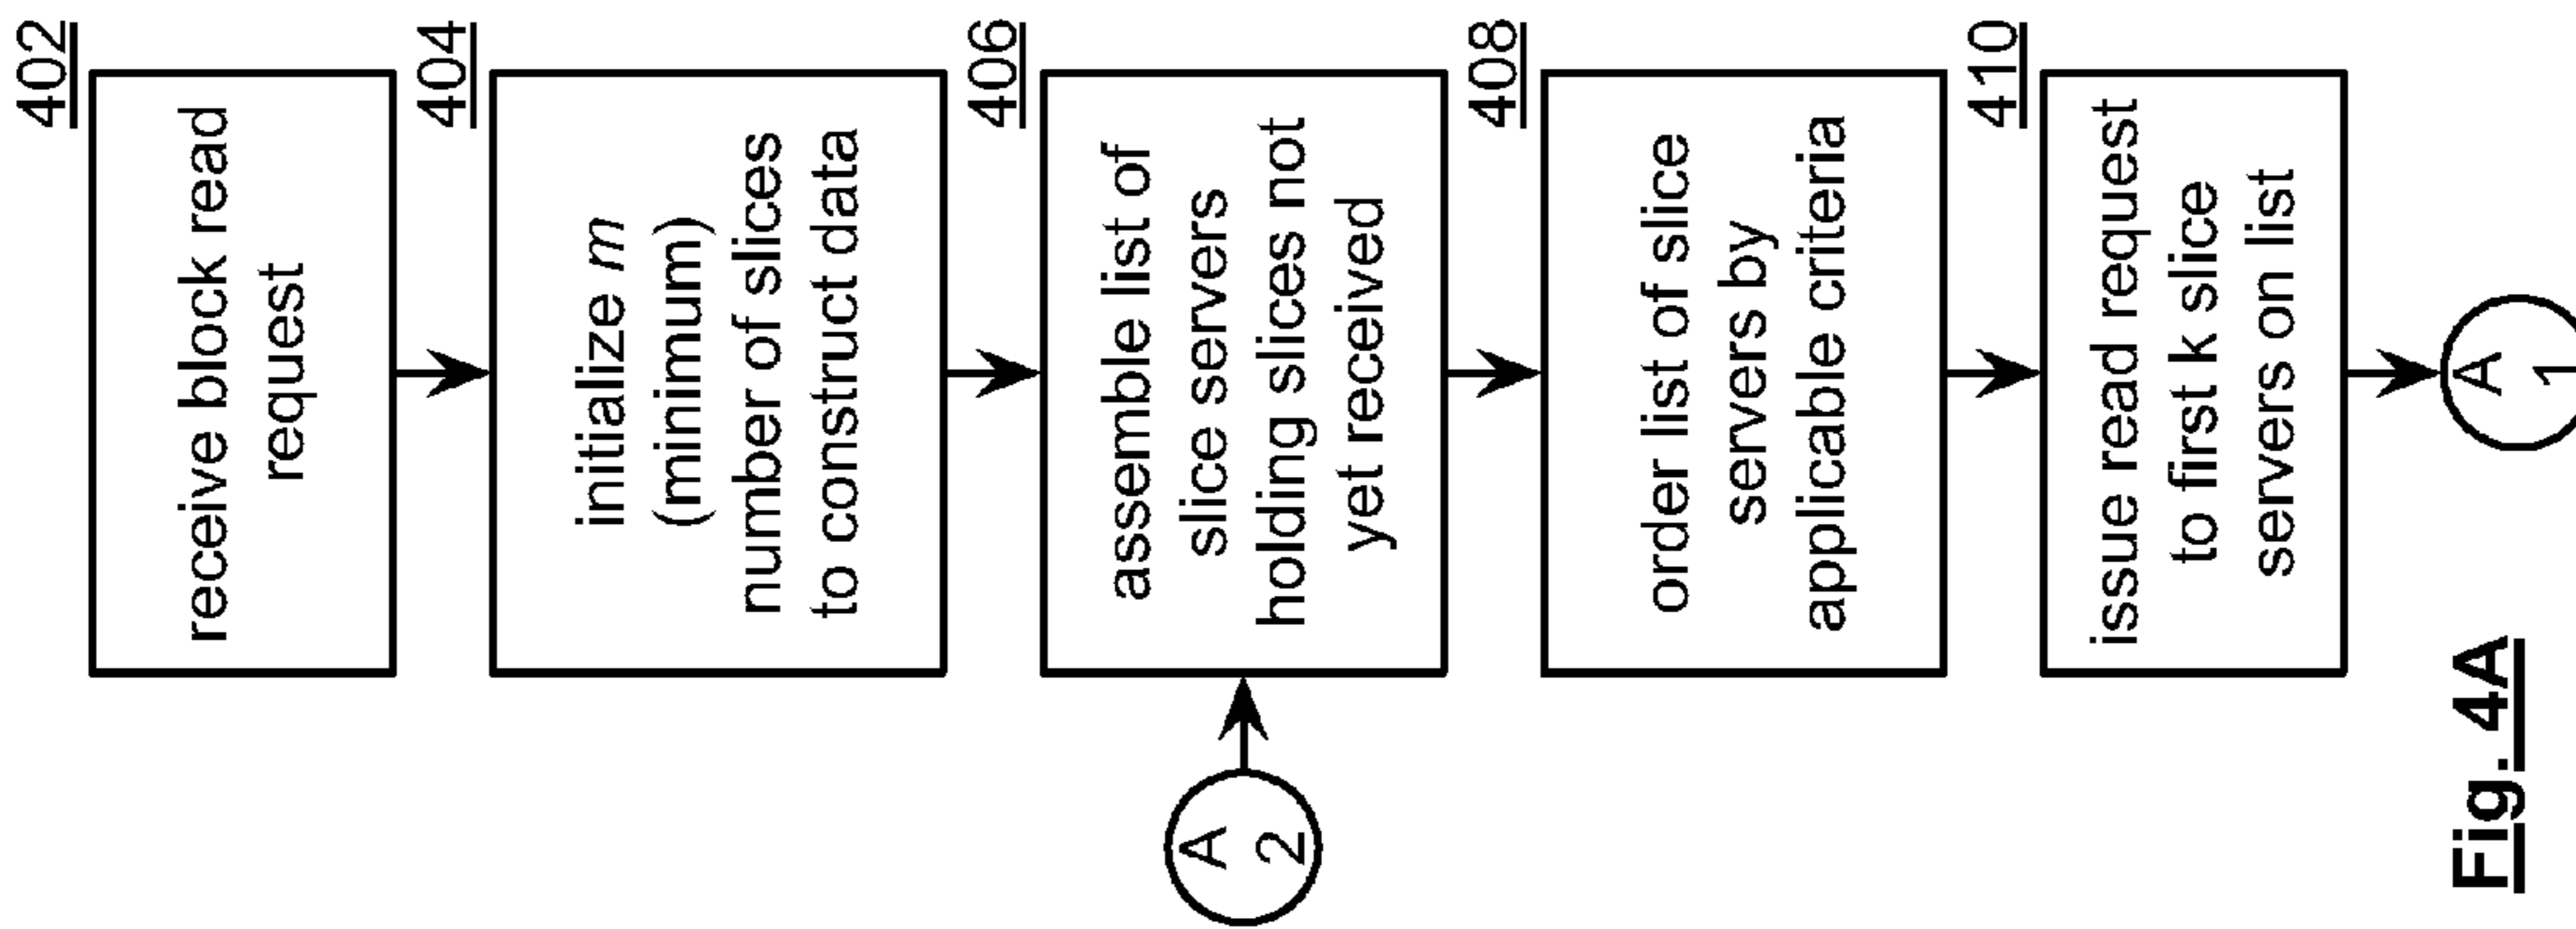 402
receive block read
request
404
initialize m
(minimum)
number of slices
to construct data
406
assemble list of
slice servers
holding slices not
yet received
A
2
408
order list of slice
servers by
applicable criteria
410
issue read request
to first k slice
servers on list
A
1
Fig. 4A